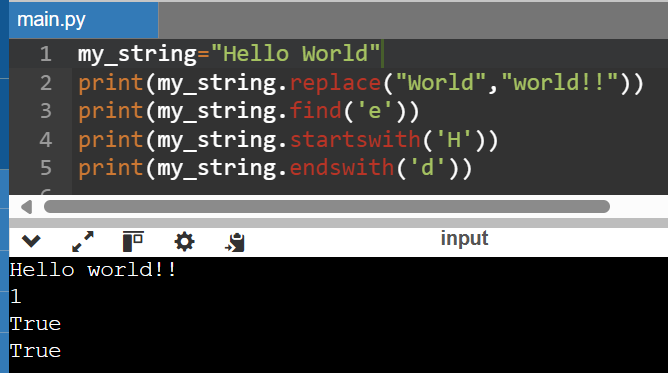 main.py
1 my_string="Hello World"
2 print(my_string.replace("World","world!!"))
3 print(my_string.find('e'))
4 print(my_string.startswith('H'))
5 print(my_string.endswith('d'))
input
Hello world!!
1
True
True